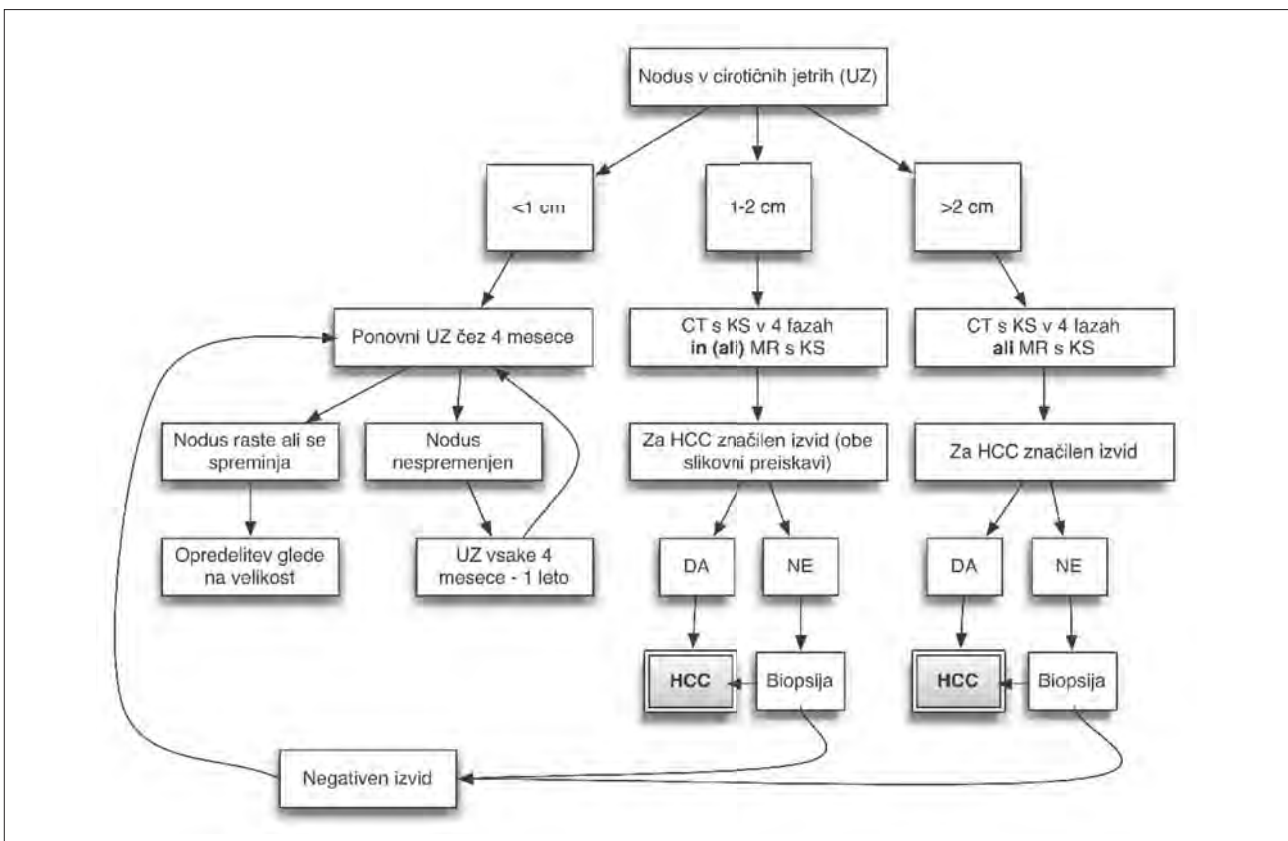 Nodus v cirotičnih jetrih (UZ)
<1 cm
1-2 cm
>2 cm
Ponovni UZ čez 4 mesece
CT s KS v 4 fazah
in (ali) MR s KS
CT s KS v 4 fazah
ali MR s KS
Nodus raste ali se
spreminja
Nodus
nespremenjen
Za HCC značilen izvid (obe
slikovni preiskavi)
Za HCC značilen izvid
Opredelitev glede
na velikost
UZ vsake 4
mesece - 1 leto
DA
NE
DA
NE
HCC
Biopsija
HCC
Biopsija
Negativen izvid